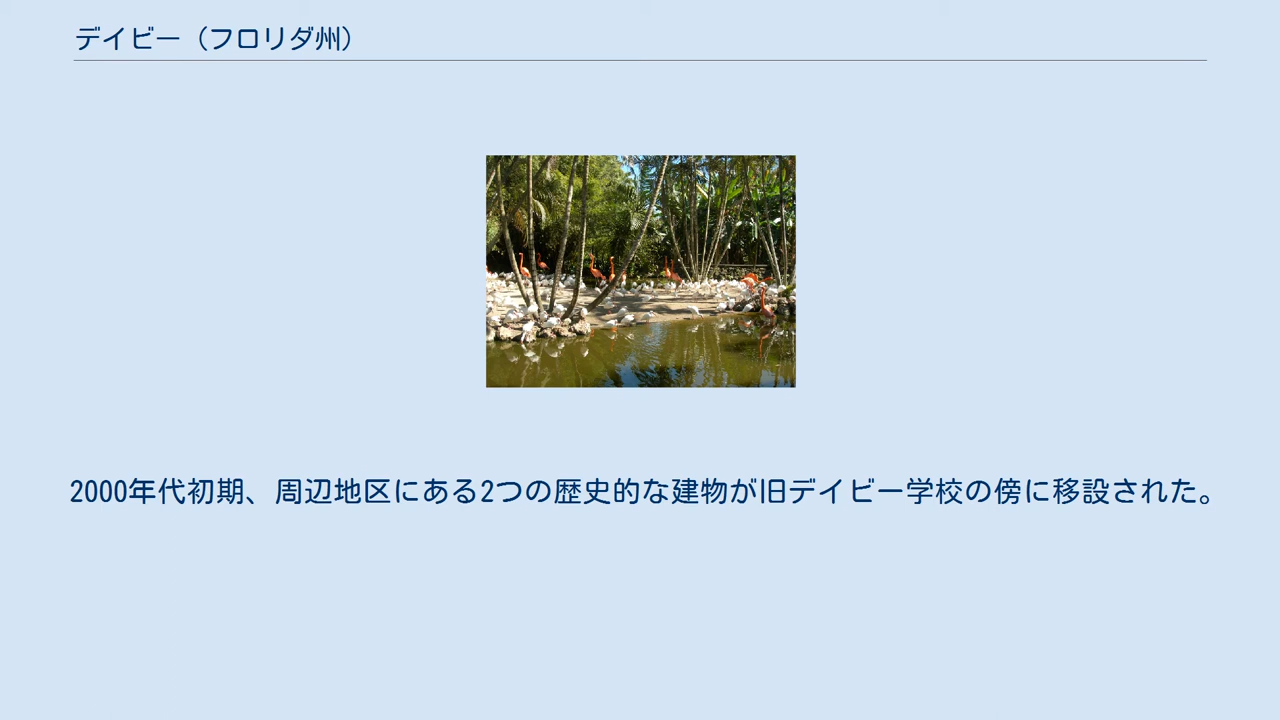 デイビー（フロリダ州）
2000年代初期、周辺地区にある2つの歴史的な建物が旧デイビー学校の傍に移設された。